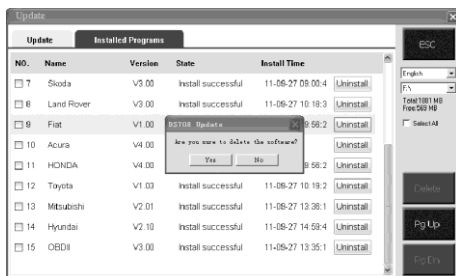 Update
Update Installed Programs
ESC
NO. Name Version State Install Time
7 Škoda V3.00 Install successful 11-09-27 09:00:4 Uninstall
English
F:\
8 Land Rover V3.00 Install successful 11-09-27 10:18:3 Uninstall
Total:1881 MB
Free:569 MB
9 Fiat V1.00 8:56:2 Uninstall
Select All
DS708 Update
10 Acura V4.00 Uninstall
Are you sure to delete the software?
Yes No
11 HONDA V4.00 8:56:2 Uninstall
12 Toyota V1.03 Install successful 11-09-27 10:19:2 Uninstall
Delete
13 Mitsubishi V2.01 Install successful 11-09-27 13:36:1 Uninstall
14 Hyundai V2.10 Install successful 11-09-27 14:59:4 Uninstall
Pg Up
15 OBDII V3.00 Install successful 11-09-27 13:35:1 Uninstall
Pg Dn